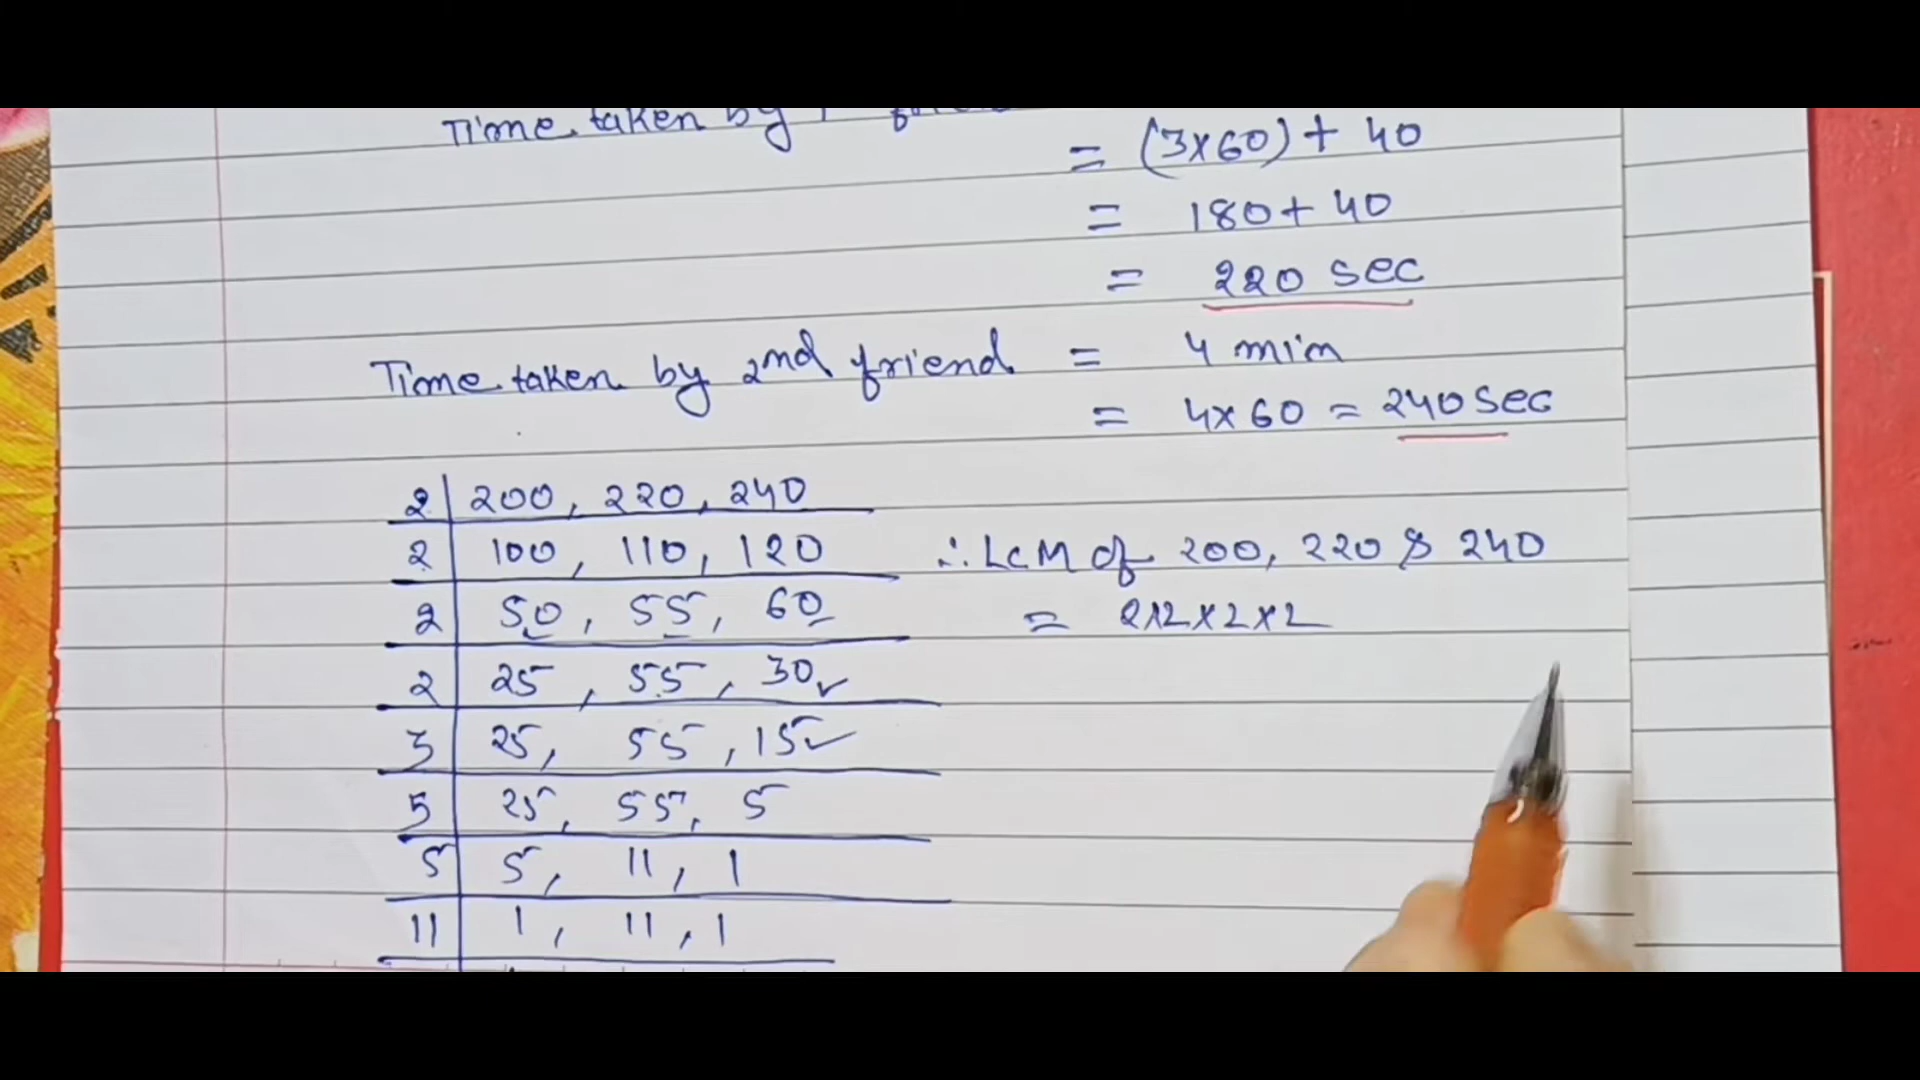 Time taken by
= (3x60) + 40
= 180 + 40
= 220 sec
Time taken by 2nd friend = 4 min
= 4x60 = 240 sec
2 | 200, 220, 240
2 | 100, 110, 120 ∴ LCM of 200, 220 & 240
2 | 50, 55, 60 = 2x2x2x2
2 | 25, 55, 30 ✓
3 | 25, 55, 15 ✓
5 | 25, 55, 5
5 | 5, 11, 1
11 | 1, 11, 1